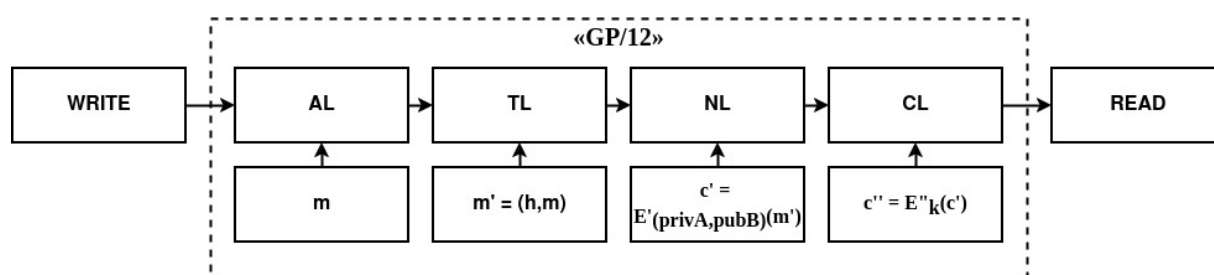 «GP/12»
WRITE
AL
TL
NL
CL
READ
m
m' = (h,m)
c' =
E'(privA,pubB)(m')
c'' = E"k(c')